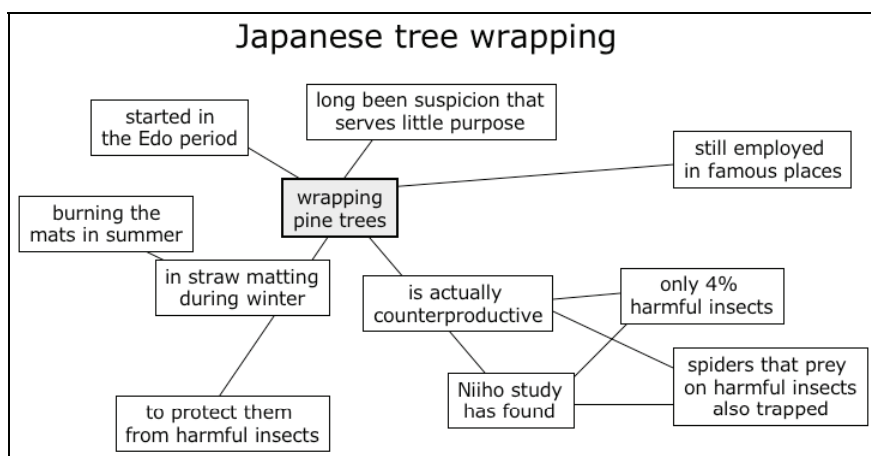 Japanese tree wrapping
started in
the Edo period
long been suspicion that
serves little purpose
still employed
in famous places
wrapping
pine trees
burning the
mats in summer
in straw matting
during winter
is actually
counterproductive
only 4%
harmful insects
to protect them
from harmful insects
Niiho study
has found
spiders that prey
on harmful insects
also trapped